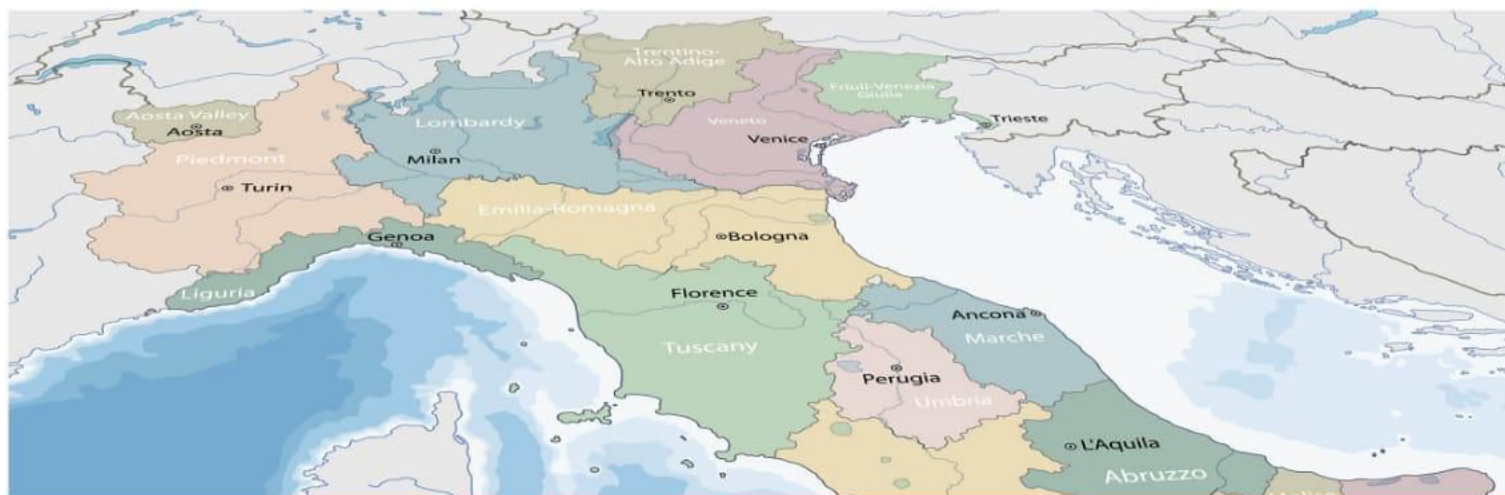 Trentino-
Alto Adige
Trento
Friuli-Venezia
Giulia
Aosta Valley
Aosta
Lombardy
Veneto
Trieste
Venice
Milan
Piedmont
Turin
Emilia-Romagna
Genoa
Bologna
Liguria
Florence
Ancona
Marche
Tuscany
Perugia
Umbria
L'Aquila
Abruzzo